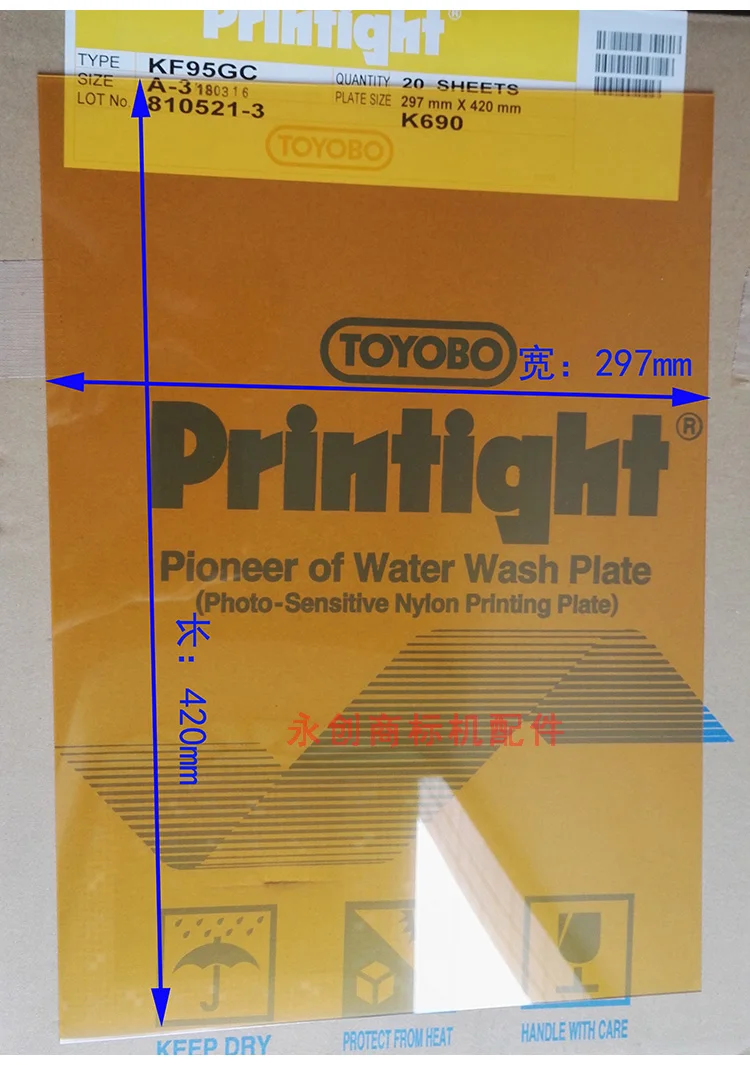 Printight®
TYPE KF95GC
SIZE A-3 180316
LOT No. 810521-3
QUANTITY 20 SHEETS
PLATE SIZE 297 mm X 420 mm
K690
TOYOBO
TOYOBO
宽：297mm
Printight®
Pioneer of Water Wash Plate
(Photo-Sensitive Nylon Printing Plate)
长：420mm
永创商标机配件
KEEP DRY
PROTECT FROM HEAT
HANDLE WITH CARE